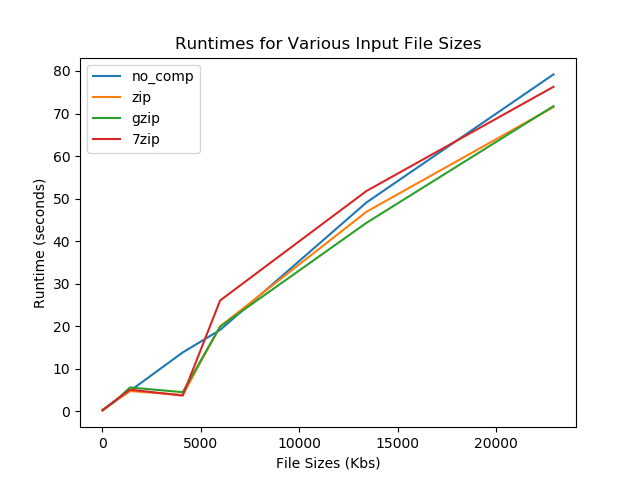 Runtimes for Various Input File Sizes
no_comp
zip
gzip
7zip
80
70
60
50
40
30
20
10
0
Runtime (seconds)
0 5000 10000 15000 20000
File Sizes (Kbs)